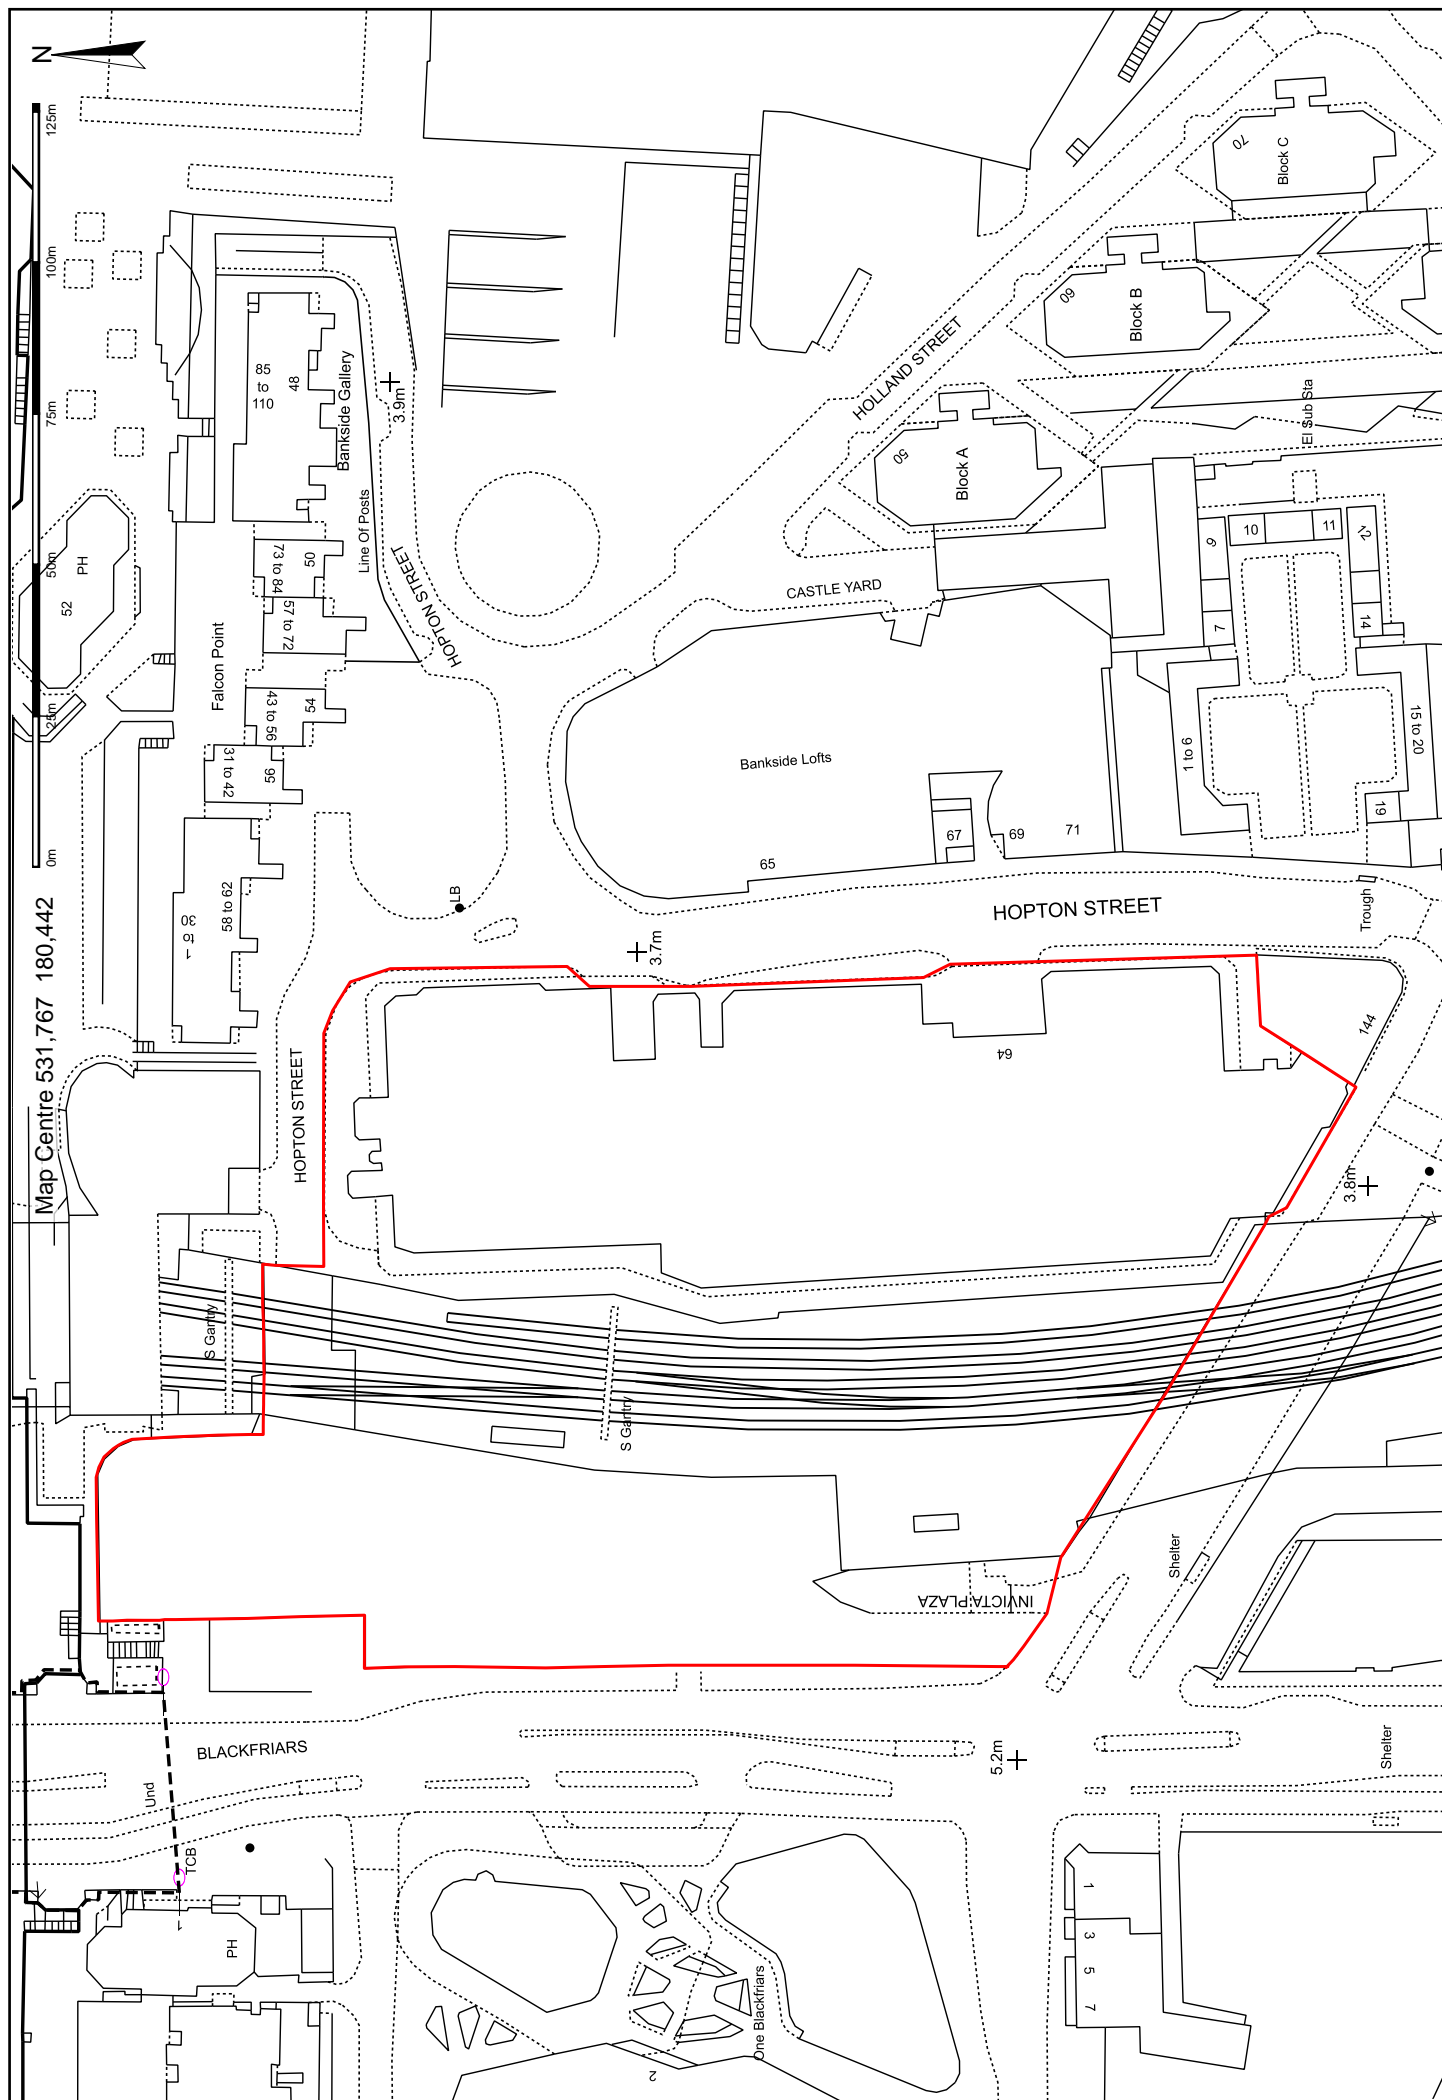 N
125m
100m
75m
50m
25m
0m
Map Centre 531,767 180,442
52
PH
Falcon Point
85
to
110
48
Bankside Gallery
Line Of Posts
3.9m
73 to 84
50
57 to 72
HOPTON STREET
43 to 56
54
31 to 42
56
58 to 62
1 to 30
LB
HOPTON STREET
3.7m
HOLLAND STREET
Block A
50
Block B
60
Block C
70
El Sub Sta
CASTLE YARD
Bankside Lofts
65
67
69
71
HOPTON STREET
9
10
11
12
7
14
1 to 6
15 to 20
19
Trough
144
64
3.8m
S Gantry
S Gantry
INVICTA PLAZA
Shelter
Shelter
BLACKFRIARS
Und
TCB
1
PH
5.2m
One Blackfriars
2
1
3
5
7